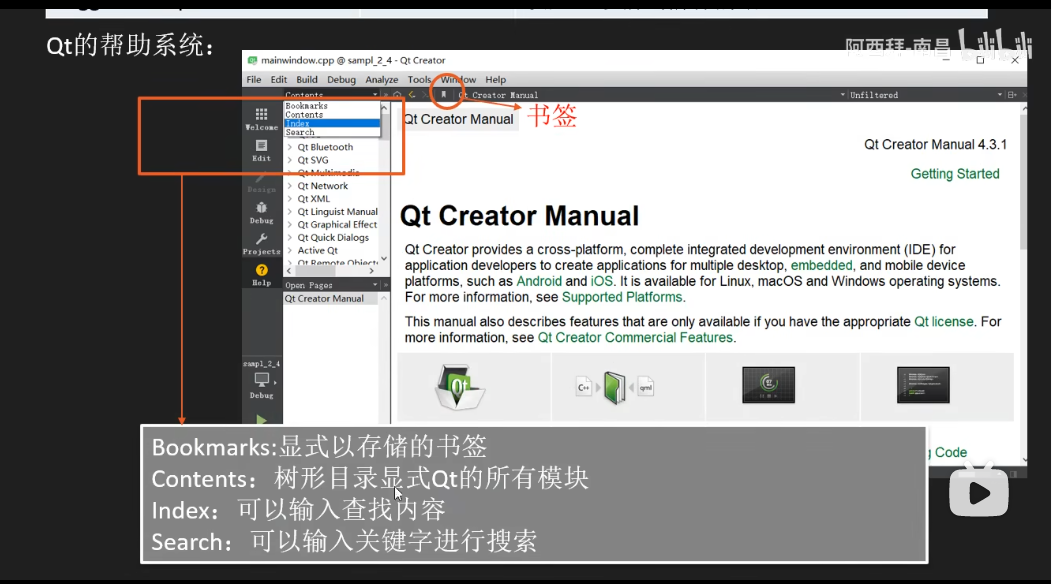 Qt的帮助系统：
阿西拜-南昌
bilibili
mainwindow.cpp @ sampl_2_4 - Qt Creator
File Edit Build Debug Analyze Tools Window Help
Contents
Qt Creator Manual
Unfiltered
Bookmarks
Contents
Index
Search
Welcome
Edit
Design
Debug
Projects
Help
Qt Bluetooth
Qt SVG
Qt Multimedia
Qt Network
Qt XML
Qt Linguist Manual
Qt Graphical Effect
Qt Quick Dialogs
Active Qt
Qt Remote Objects
Open Pages
Qt Creator Manual
sampl_2_4
Debug
Qt Creator Manual
书签
Qt Creator Manual 4.3.1
Getting Started
Qt Creator Manual
Qt Creator provides a cross-platform, complete integrated development environment (IDE) for
application developers to create applications for multiple desktop, embedded, and mobile device
platforms, such as Android and iOS. It is available for Linux, macOS and Windows operating systems.
For more information, see Supported Platforms.
This manual also describes features that are only available if you have the appropriate Qt license. For
more information, see Qt Creator Commercial Features.
Qt
C++
qml
Code
Bookmarks:显式以存储的书签
Contents：树形目录显式Qt的所有模块
Index：可以输入查找内容
Search：可以输入关键字进行搜索